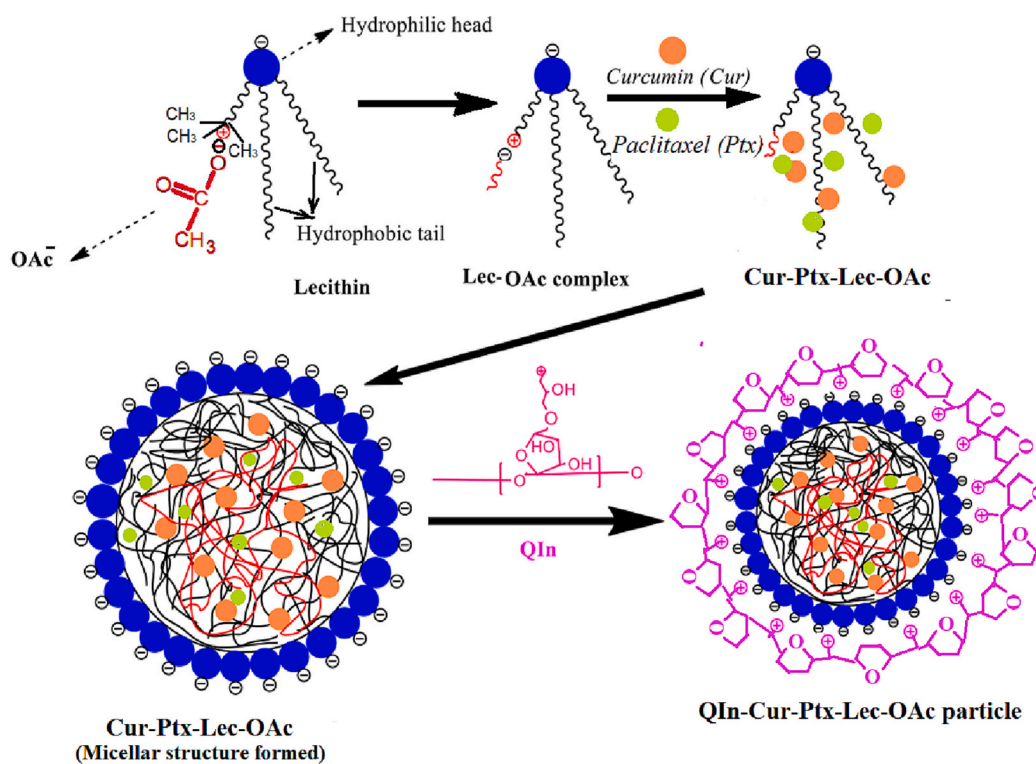 Hydrophilic head
CH₃
CH₃
CH₃
O
O
C
CH₃
OAc⁻
Hydrophobic tail
Lecithin
Lec-OAc complex
Curcumin (Cur)
Paclitaxel (Ptx)
Cur-Ptx-Lec-OAc
OH
O
HO
O
OH
O
O
QIn
O
O
O
O
O
O
O
O
O
O
O
O
O
O
Cur-Ptx-Lec-OAc
(Micellar structure formed)
QIn-Cur-Ptx-Lec-OAc particle